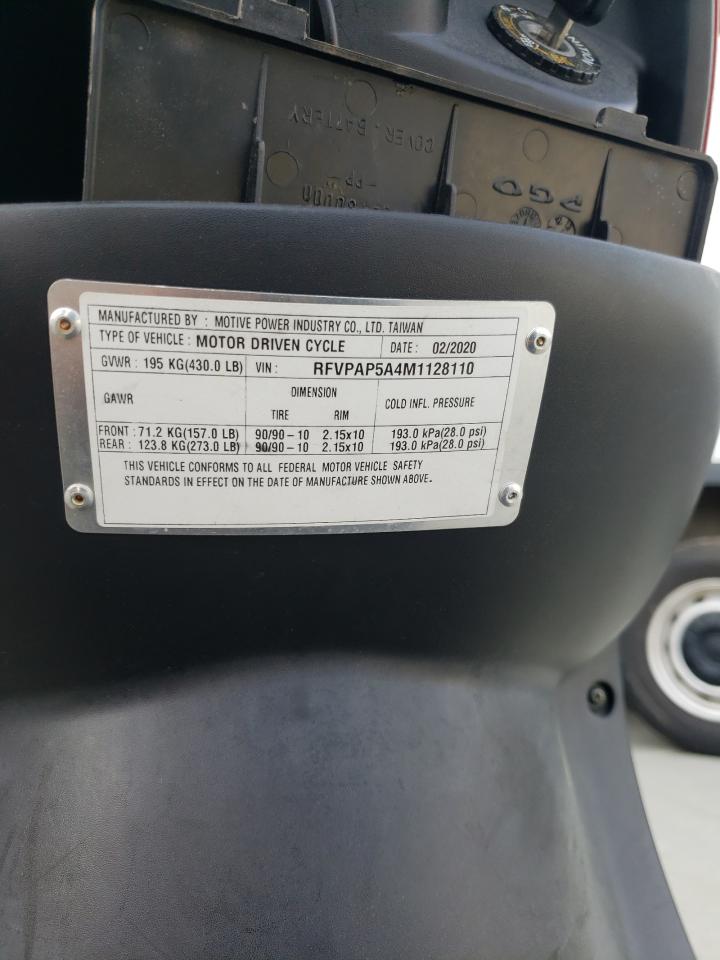 COVER, BATTERY
PP
PGO
MANUFACTURED BY : MOTIVE POWER INDUSTRY CO., LTD. TAIWAN
TYPE OF VEHICLE : MOTOR DRIVEN CYCLE DATE : 02/2020
GVWR : 195 KG(430.0 LB) VIN : RFVPAP5A4M1128110
GAWR DIMENSION COLD INFL. PRESSURE
TIRE RIM
FRONT : 71.2 KG(157.0 LB) 90/90 – 10 2.15x10 193.0 kPa(28.0 psi)
REAR : 123.8 KG(273.0 LB) 90/90 – 10 2.15x10 193.0 kPa(28.0 psi)
THIS VEHICLE CONFORMS TO ALL FEDERAL MOTOR VEHICLE SAFETY
STANDARDS IN EFFECT ON THE DATE OF MANUFACTURE SHOWN ABOVE.